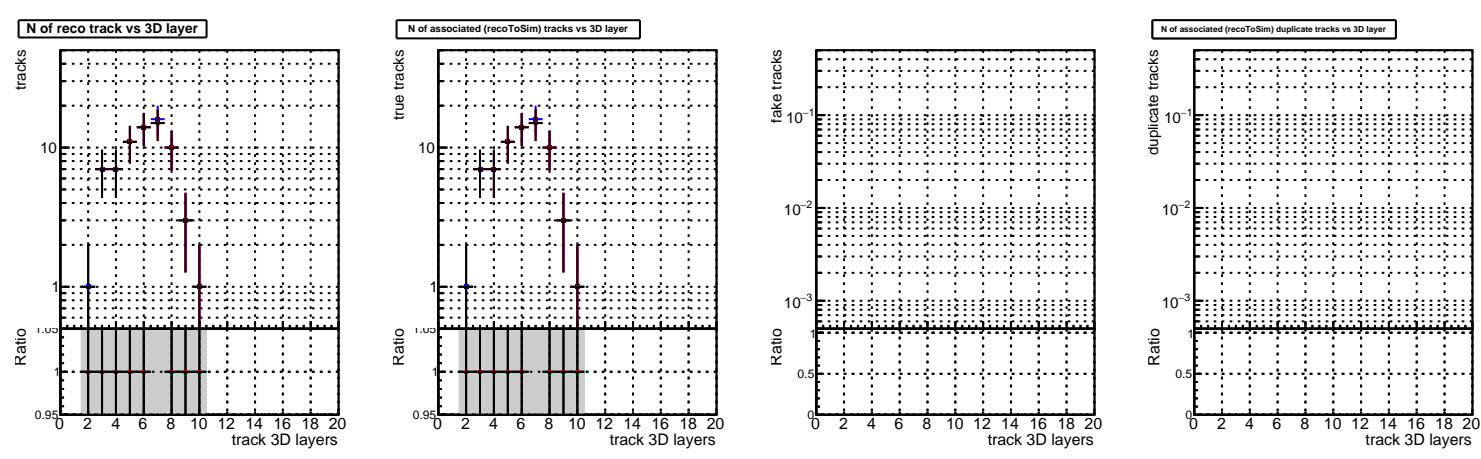 N of reco track vs 3D layer
tracks
10
1
Ratio
1.05
1
0.95
0 2 4 6 8 10 12 14 16 18 20
track 3D layers
N of associated (recoToSim) tracks vs 3D layer
true tracks
10
1
Ratio
1.05
1
0.95
0 2 4 6 8 10 12 14 16 18 20
track 3D layers
fake tracks
10−1
10−2
10−3
Ratio
1
0.5
0
0 2 4 6 8 10 12 14 16 18 20
track 3D layers
N of associated (recoToSim) duplicate tracks vs 3D layer
duplicate tracks
10−1
10−2
10−3
Ratio
1
0.5
0
0 2 4 6 8 10 12 14 16 18 20
track 3D layers